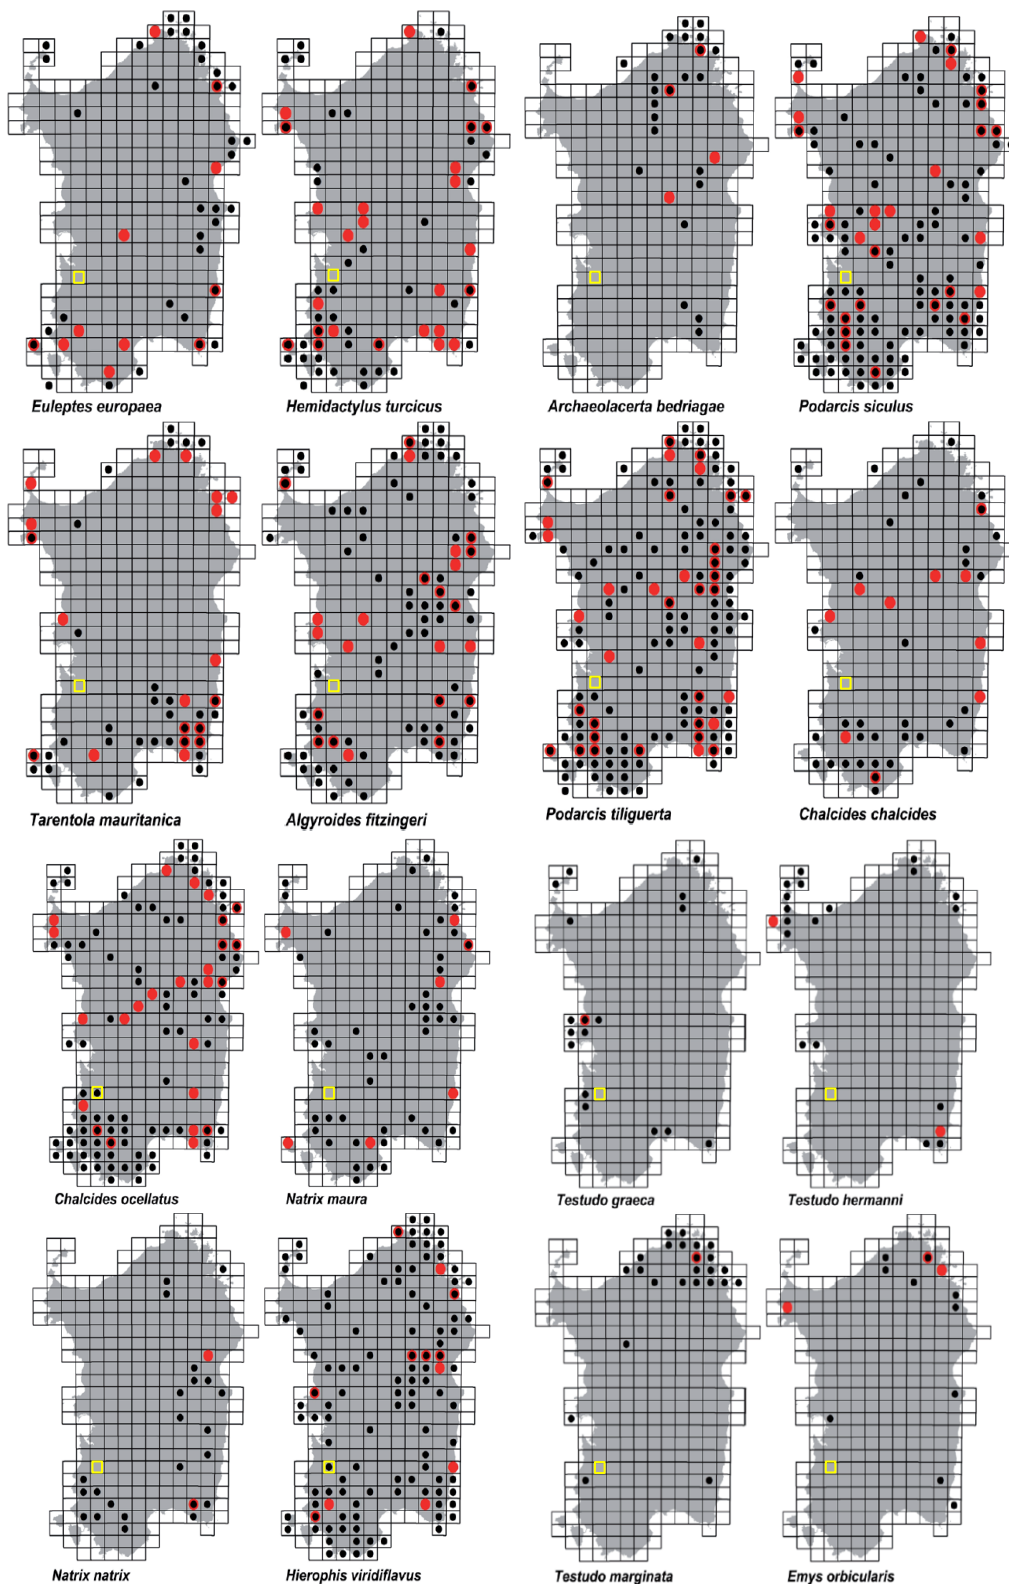 Euleptes europaea
Hemidactylus turcicus
Archaeolacerta bedriagae
Podarcis siculus
Tarentola mauritanica
Algyroides fitzingeri
Podarcis tiliguerta
Chalcides chalcides
Chalcides ocellatus
Natrix maura
Testudo graeca
Testudo hermanni
Natrix natrix
Hierophis viridiflavus
Testudo marginata
Emys orbicularis